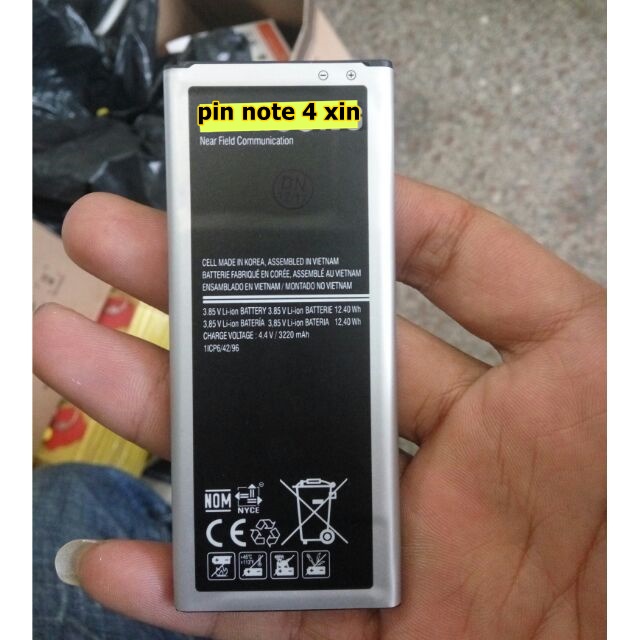 pin note 4 xin
Near Field Communication
DN
CELL MADE IN KOREA, ASSEMBLED IN VIETNAM
BATTERIE FABRIQUÉ EN CORÉE, ASSEMBLÉ AU VIETNAM
ENSAMBLADO EN VIETNAM / MONTADO NO VIETNAM
3.85 V Li-ion BATTERY 3.85 V Li-ion BATTERIE 12.40 Wh
3,85 V Li-ion BATERÍA 3,85 V Li-ion BATERIA 12,40 Wh
CHARGE VOLTAGE : 4.4 V / 3220 mAh
1ICP6/42/96
NOM
NYCE
CE